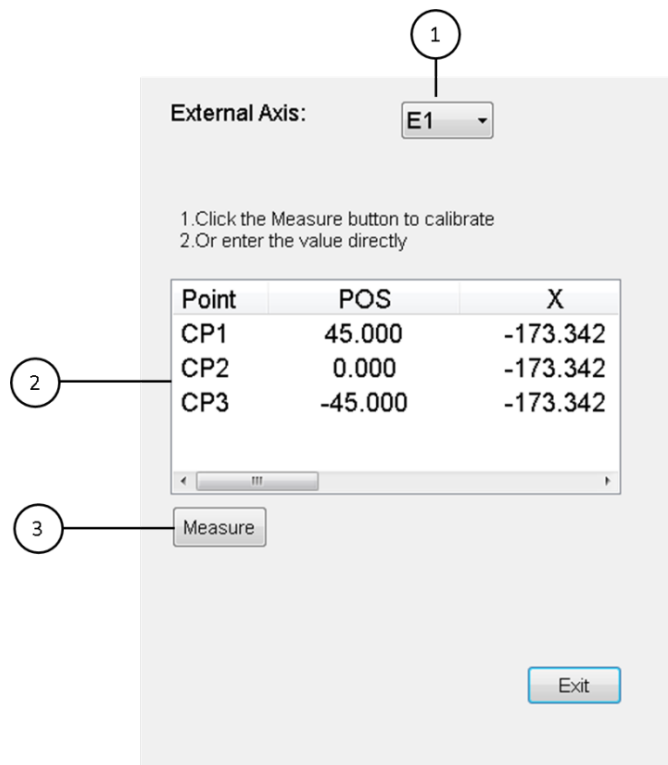 1
External Axis: E1
1.Click the Measure button to calibrate
2.Or enter the value directly
Point POS X
CP1 45.000 -173.342
CP2 0.000 -173.342
2
CP3 -45.000 -173.342
3
Measure
Exit